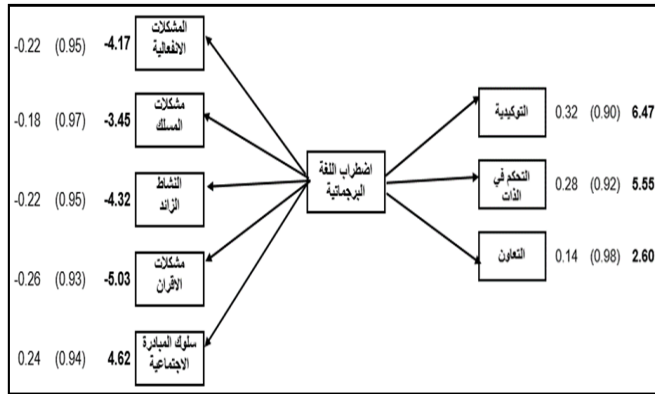 المشكلات
الانفعالية
-4.17 (0.95) -0.22
مشكلات
المسلك
-3.45 (0.97) -0.18
النشاط
الزائد
-4.32 (0.95) -0.22
مشكلات
الاقران
-5.03 (0.93) -0.26
سلوك المبادرة
الاجتماعية
4.62 (0.94) 0.24
اضطراب اللغة
البرجماتية
التوكيدية
0.32 (0.90) 6.47
التحكم في
الذات
0.28 (0.92) 5.55
التعاون
0.14 (0.98) 2.60